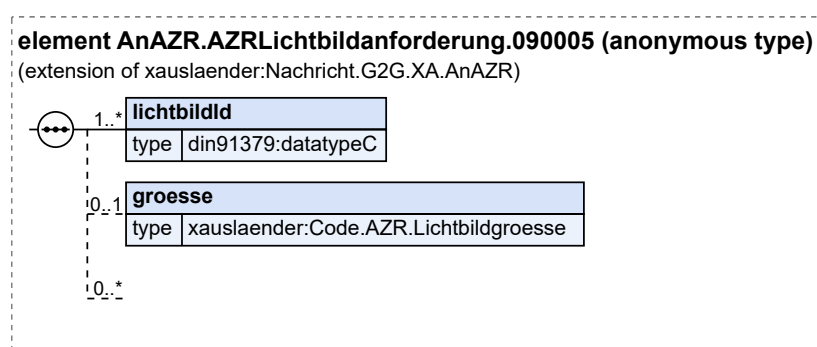 element AnAZR.AZRLichtbildanforderung.090005 (anonymous type)
(extension of xauslaender:Nachricht.G2G.XA.AnAZR)
1..* lichtbildId
type din91379:datatypeC
0..1 groesse
type xauslaender:Code.AZR.Lichtbildgroesse
0..*